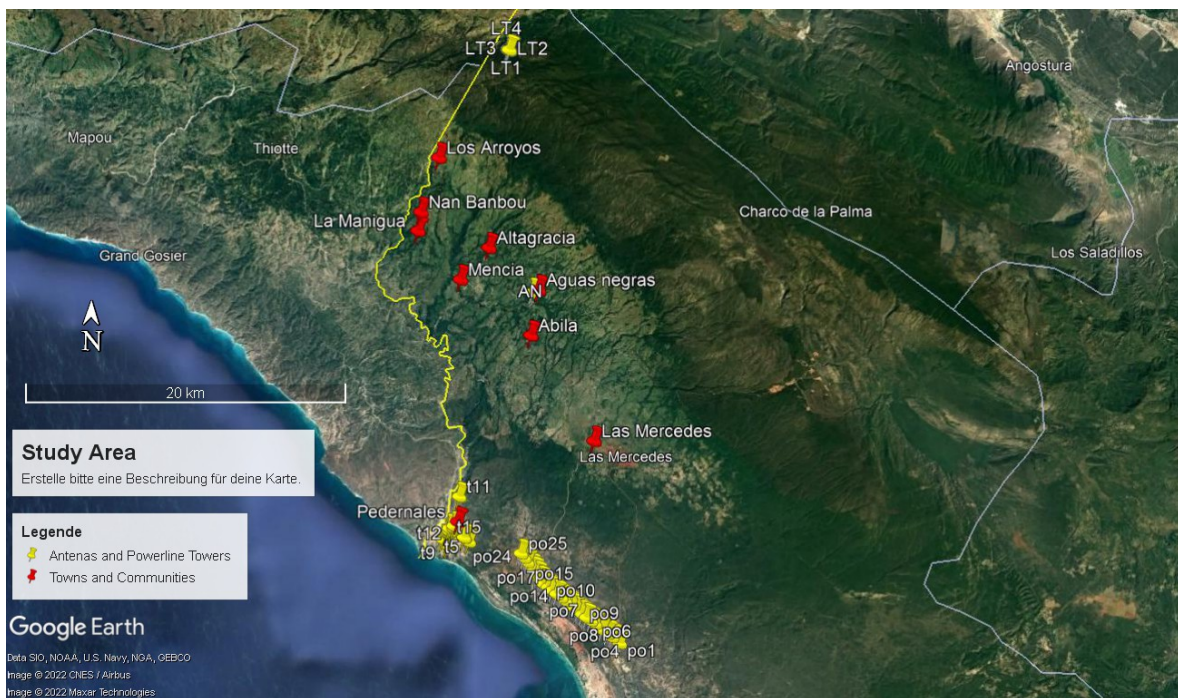 LT4
LT3 LT2
LT1
Angostura
Mapou
Thiotte
Los Arroyos
Nan Banbou
La Manigua
Charco de la Palma
Altagracia
Los Saladillos
Grand Gosier
Mencia
Aguas negras
AN
N
Abila
20 km
Las Mercedes
Las Mercedes
Study Area
Erstelle bitte eine Beschreibung für deine Karte.
t11
Pedernales
t12 t15
t9 t5
po24 po25
po17 po15
po14 po10
po7 po9
po8 po6
po4 po1
Legende
Antenas and Powerline Towers
Towns and Communities
Google Earth
Data SIO, NOAA, U.S. Navy, NGA, GEBCO
Image © 2022 CNES / Airbus
Image © 2022 Maxar Technologies